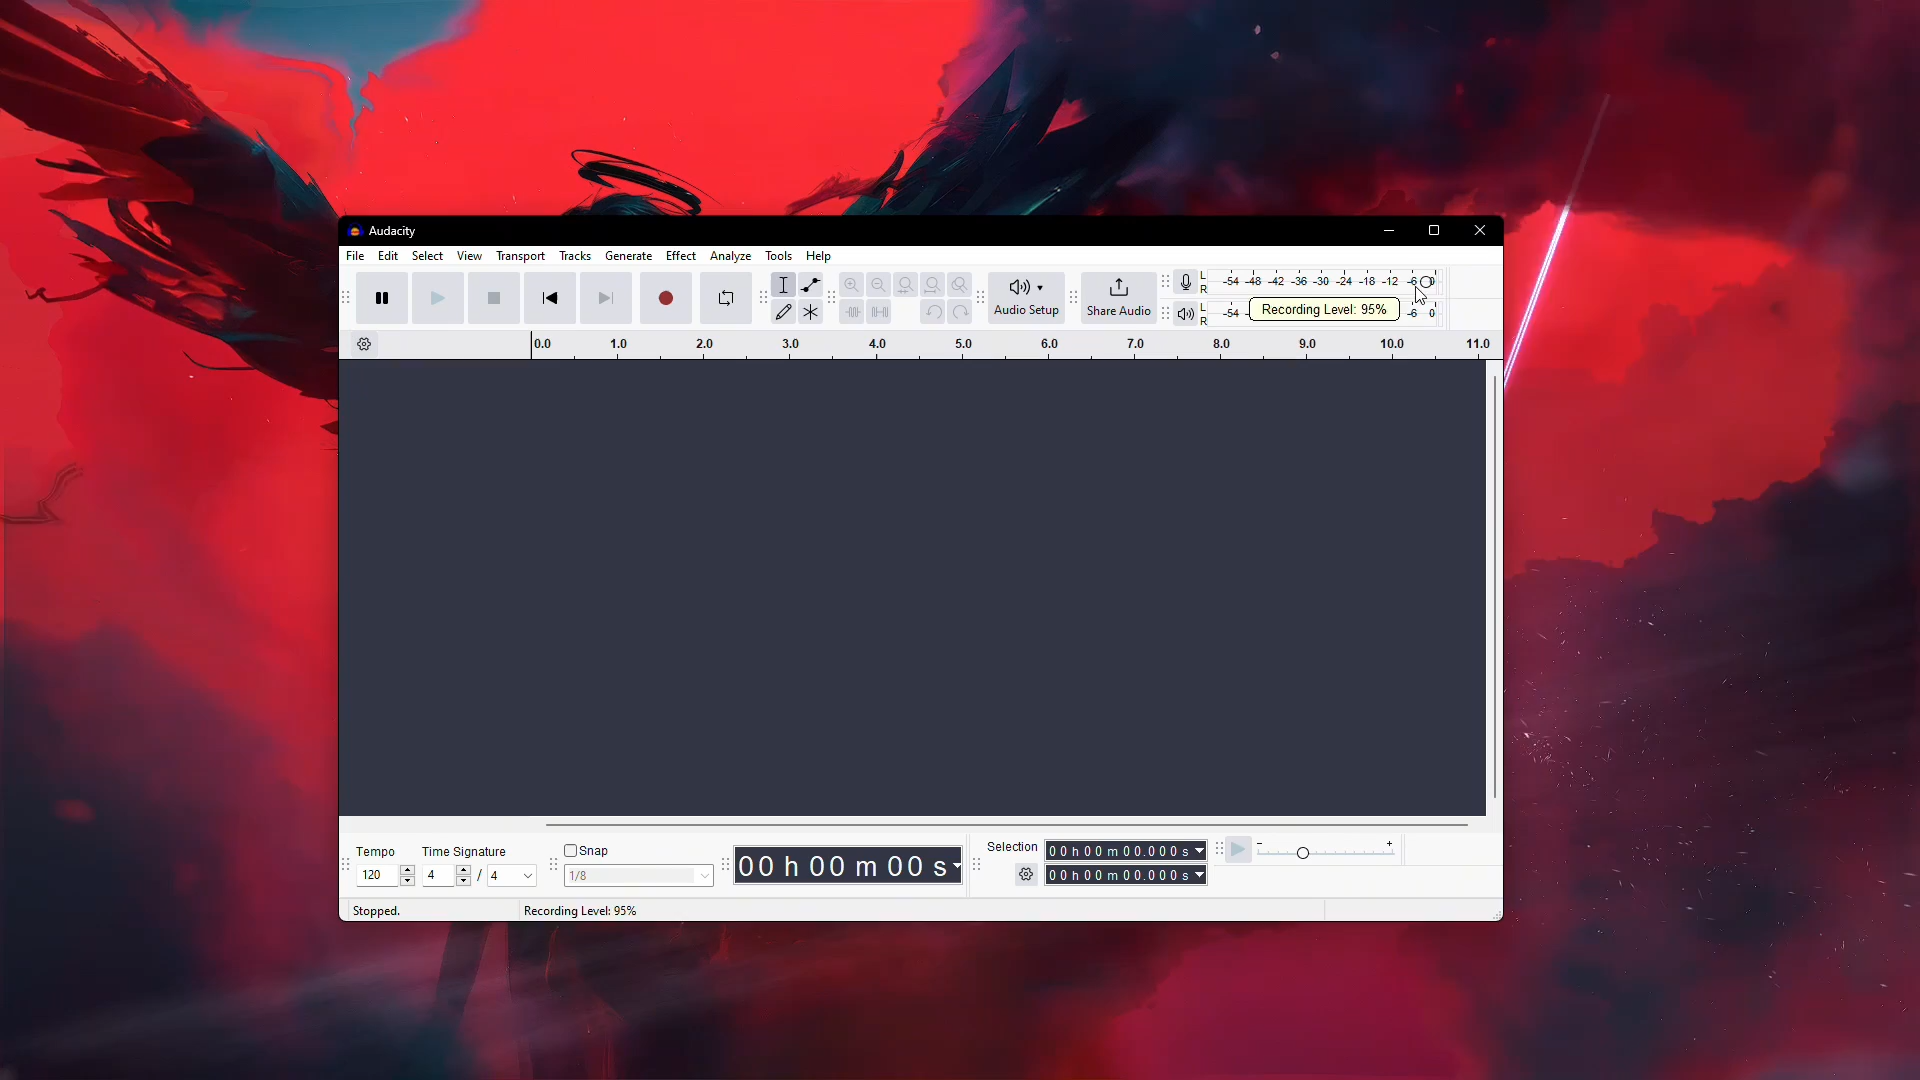 Audacity
File Edit Select View Transport Tracks Generate Effect Analyze Tools Help
L -54 -48 -42 -36 -30 -24 -18 -12 -6 0
R
Audio Setup Share Audio
L -54 -6 0
R
Recording Level: 95%
0.0 1.0 2.0 3.0 4.0 5.0 6.0 7.0 8.0 9.0 10.0 11.0
Tempo Time Signature Snap
120 4 / 4 1/8
00 h 00 m 00 s
Selection 00 h 00 m 00.000 s
00 h 00 m 00.000 s
- +
Stopped. Recording Level: 95%